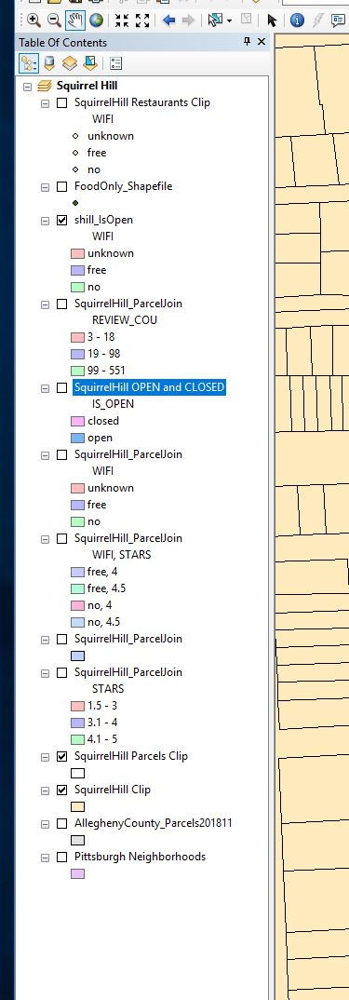 Table Of Contents
Squirrel Hill
SquirrelHill Restaurants Clip
WIFI
unknown
free
no
FoodOnly_Shapefile
shill_IsOpen
WIFI
unknown
free
no
SquirrelHill_ParcelJoin
REVIEW_COU
3 - 18
19 - 98
99 - 551
SquirrelHill OPEN and CLOSED
IS_OPEN
closed
open
SquirrelHill_ParcelJoin
WIFI
unknown
free
no
SquirrelHill_ParcelJoin
WIFI, STARS
free, 4
free, 4.5
no, 4
no, 4.5
SquirrelHill_ParcelJoin
SquirrelHill_ParcelJoin
STARS
1.5 - 3
3.1 - 4
4.1 - 5
SquirrelHill Parcels Clip
SquirrelHill Clip
AlleghenyCounty_Parcels201811
Pittsburgh Neighborhoods